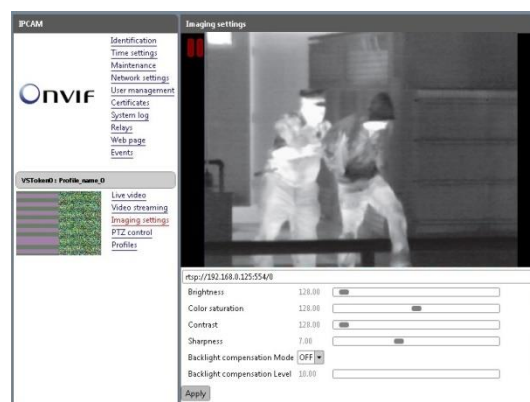 IPCAM
Imaging settings
Identification
Time settings
Maintenance
Network settings
User management
Certificates
System log
Relays
Web page
Events
ONVIF
VSToken0 : Profile_name_0
Live video
Video streaming
Imaging settings
PTZ control
Profiles
rtsp://192.168.0.125:554/0
Brightness 128.00
Color saturation 128.00
Contrast 128.00
Sharpness 7.00
Backlight compensation Mode OFF
Backlight compensation Level 10.00
Apply